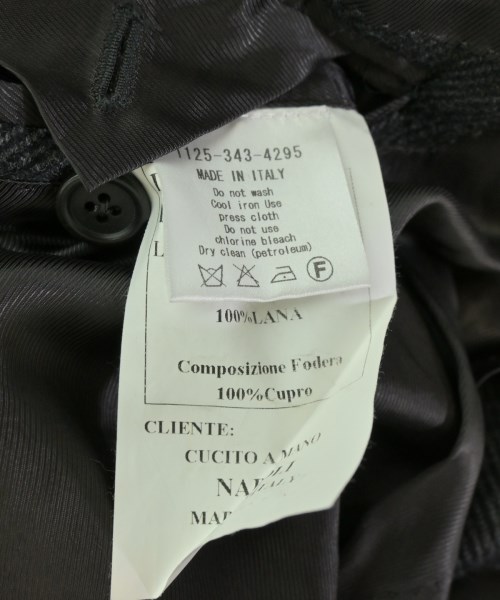 1125-343-4295
MADE IN ITALY
Do not wash
Cool iron Use
press cloth
Do not use
chlorine bleach
Dry clean (petroleum)
F
100%LANA
Composizione Fodera
100%Cupro
CLIENTE:
CUCITO A MANO